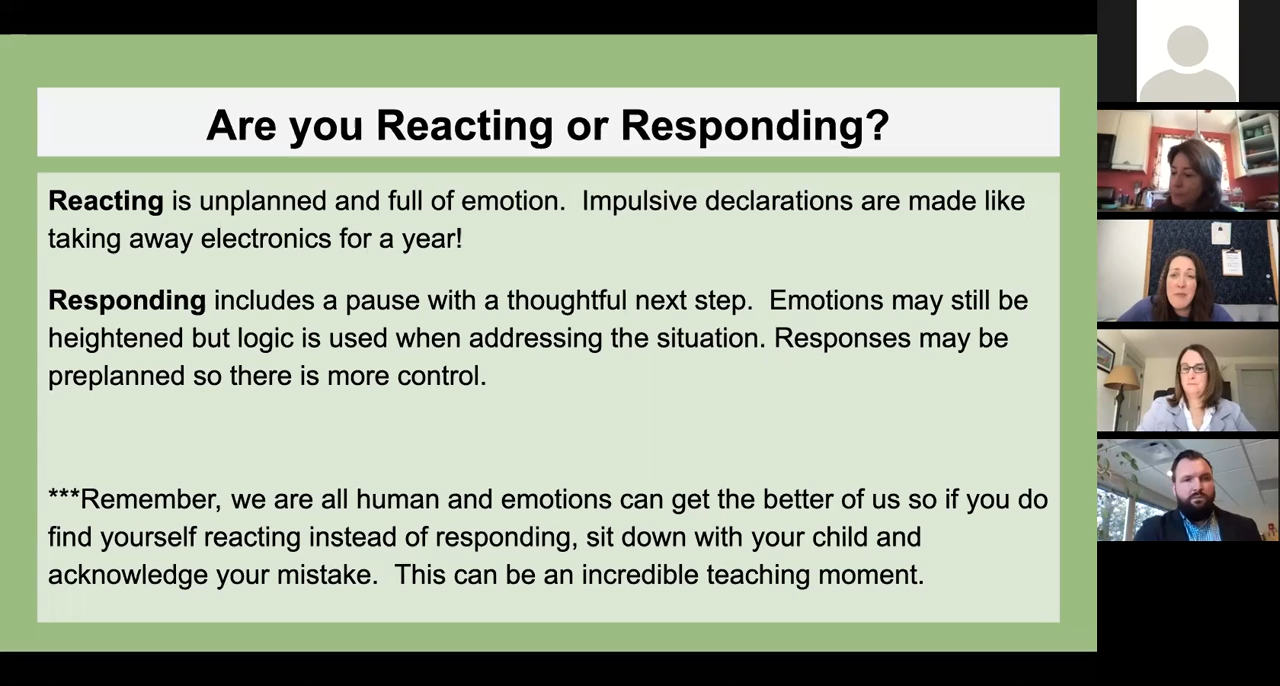 Are you Reacting or Responding?
Reacting is unplanned and full of emotion.  Impulsive declarations are made like
taking away electronics for a year!
Responding includes a pause with a thoughtful next step.  Emotions may still be
heightened but logic is used when addressing the situation. Responses may be
preplanned so there is more control.
***Remember, we are all human and emotions can get the better of us so if you do
find yourself reacting instead of responding, sit down with your child and
acknowledge your mistake.  This can be an incredible teaching moment.